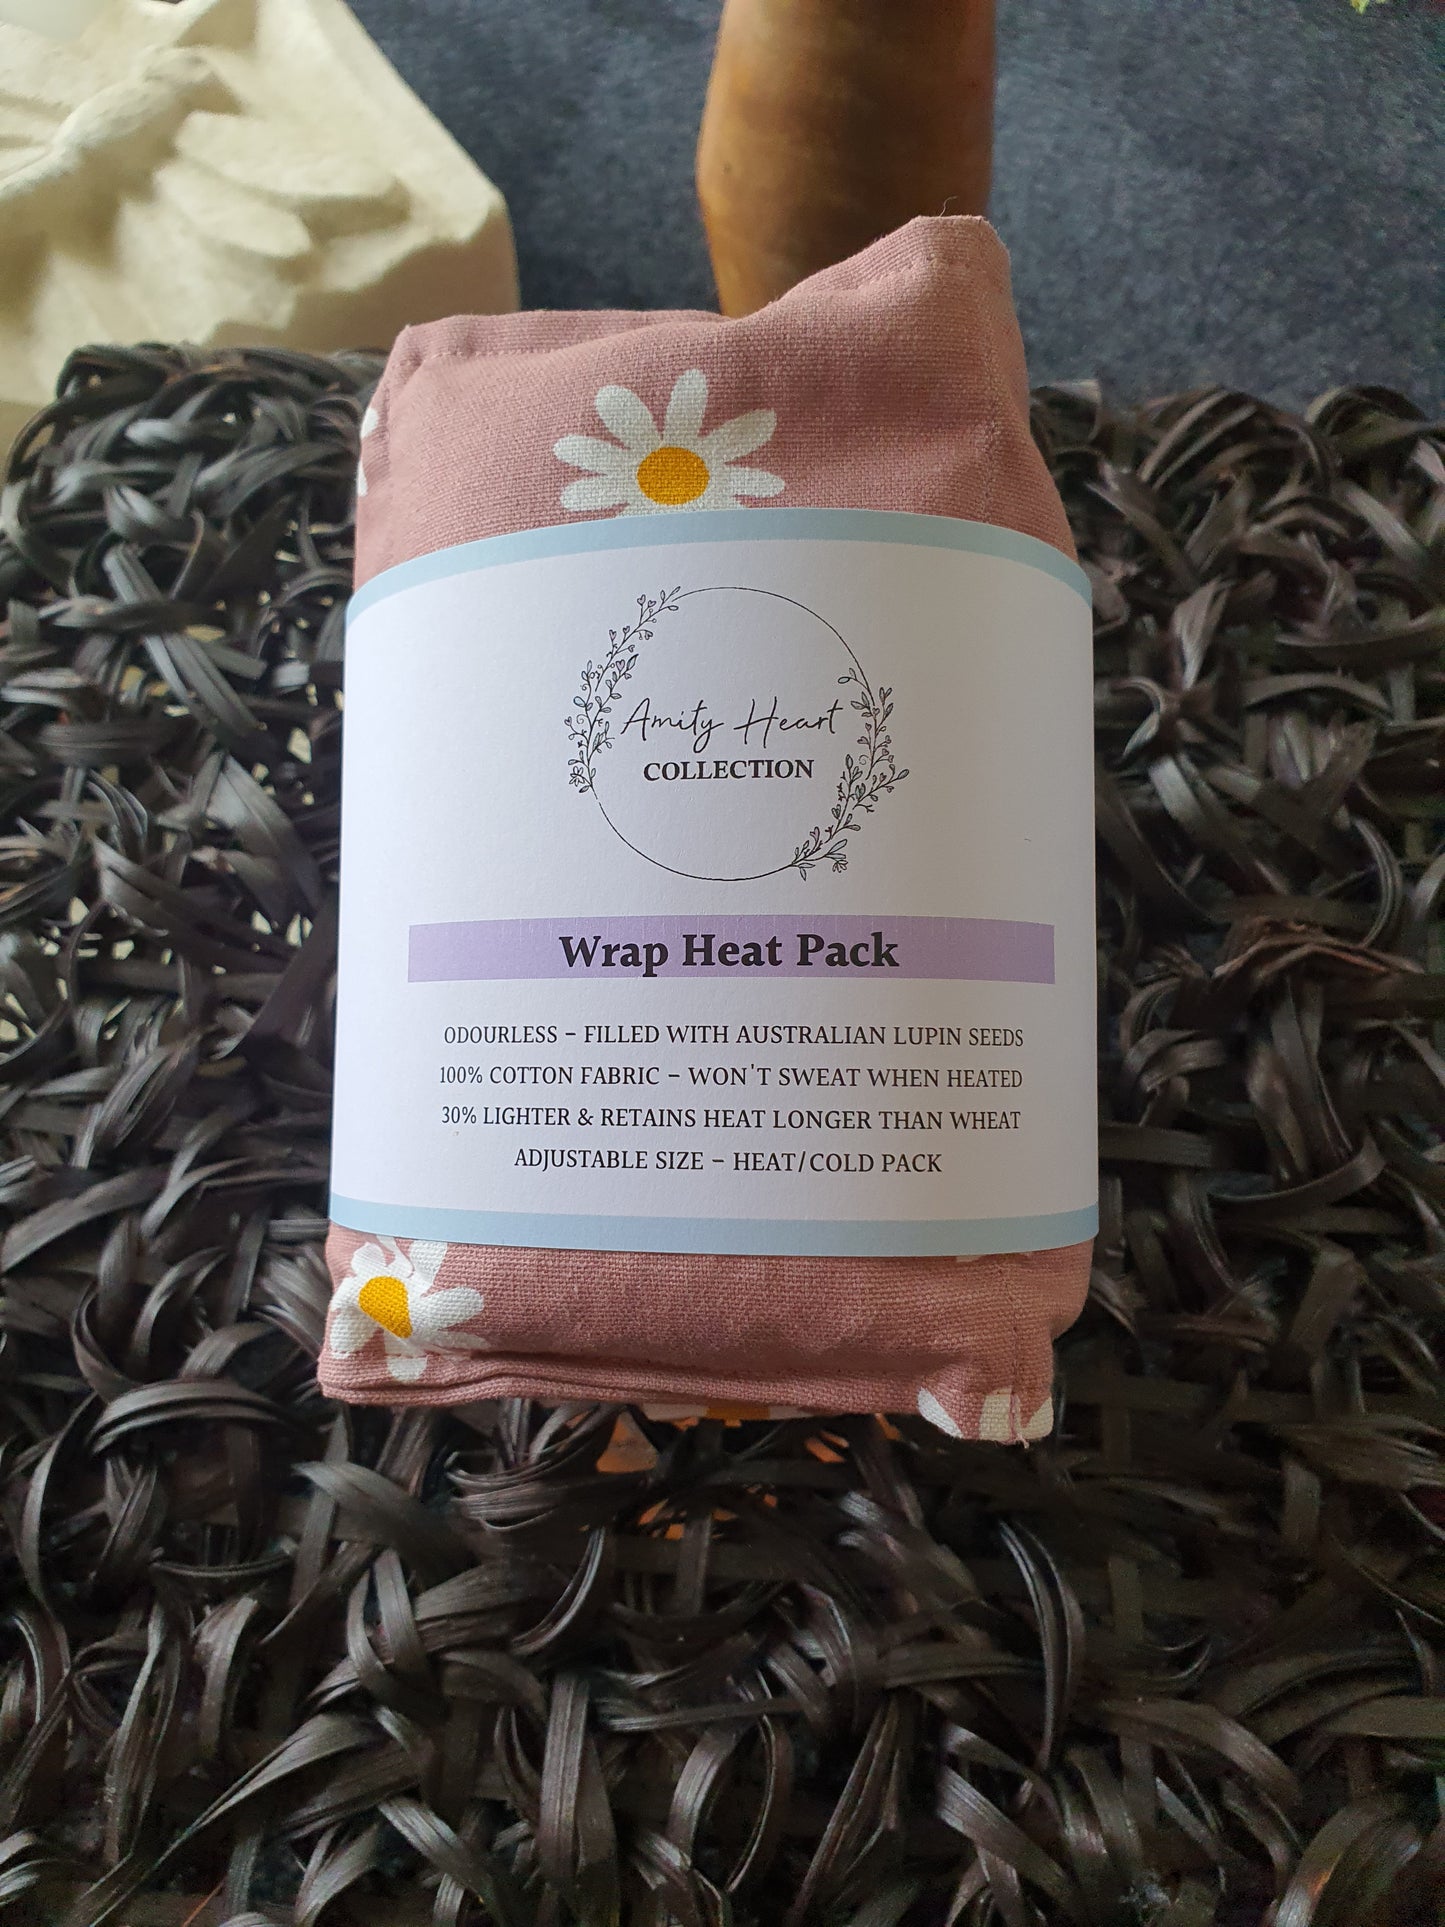 Amity Heart
COLLECTION
Wrap Heat Pack
ODOURLESS – FILLED WITH AUSTRALIAN LUPIN SEEDS
100% COTTON FABRIC – WON'T SWEAT WHEN HEATED
30% LIGHTER & RETAINS HEAT LONGER THAN WHEAT
ADJUSTABLE SIZE – HEAT/COLD PACK